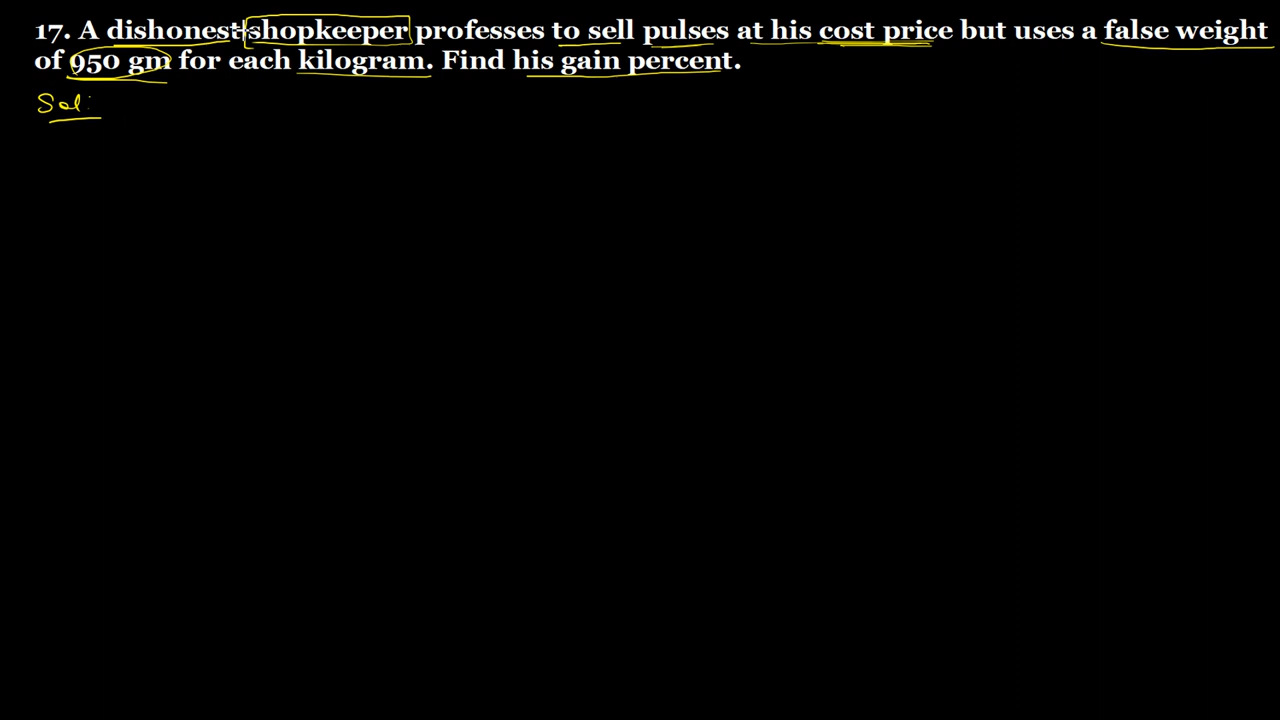 17. A dishonest shopkeeper professes to sell pulses at his cost price but uses a false weight
of 950 gm for each kilogram. Find his gain percent.
Sol: